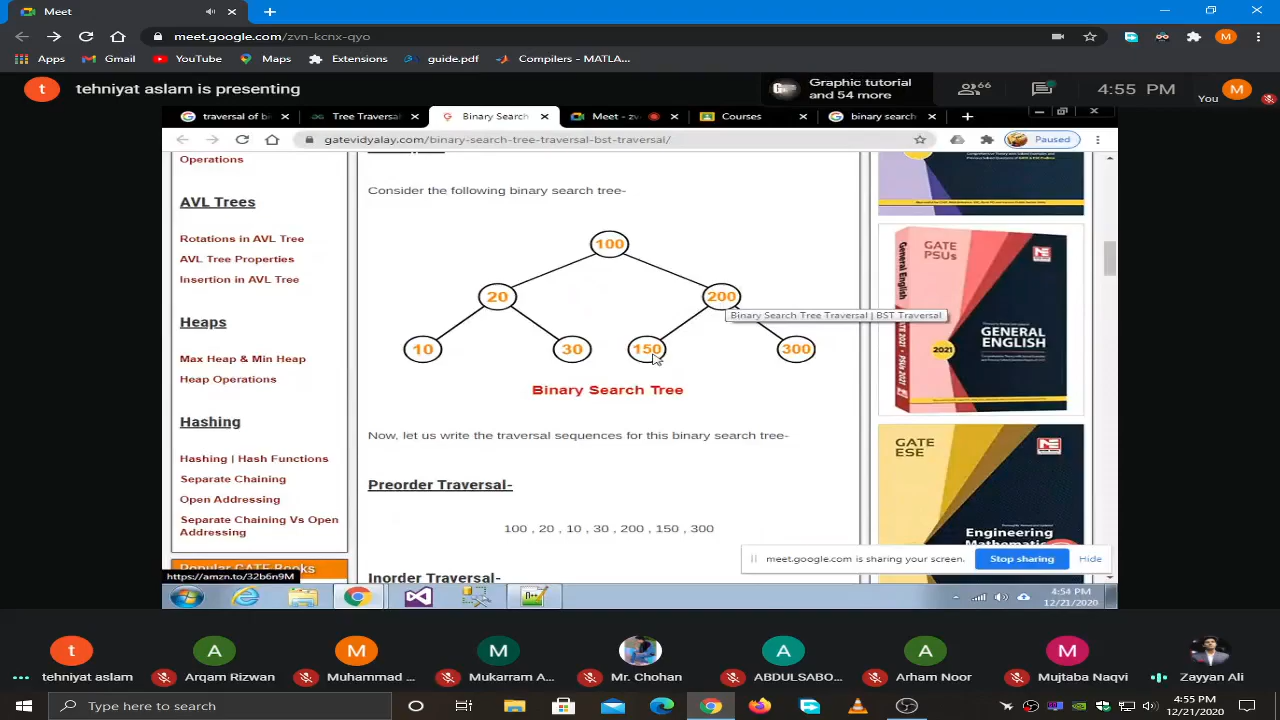 Meet
meet.google.com/zvn-kcnx-qyo
Apps Gmail YouTube Maps Extensions guide.pdf Compilers - MATLA...
t tehniyat aslam is presenting
Graphic tutorial
and 54 more
66
4:55 PM
You M
traversal of b Tree Traversal Binary Search Meet - zv Courses binary search
gatevidyalay.com/binary-search-tree-traversal-bst-traversal/
Paused
Operations
AVL Trees
Rotations in AVL Tree
AVL Tree Properties
Insertion in AVL Tree
Heaps
Max Heap & Min Heap
Heap Operations
Hashing
Hashing | Hash Functions
Separate Chaining
Open Addressing
Separate Chaining Vs Open
Addressing
Popular GATE Books
https://amzn.to/32b6n9M
Consider the following binary search tree-
100
20 200
Binary Search Tree Traversal | BST Traversal
10 30 150 300
Binary Search Tree
Now, let us write the traversal sequences for this binary search tree-
Preorder Traversal-
100 , 20 , 10 , 30 , 200 , 150 , 300
Inorder Traversal-
GATE
PSUs
General English
GATE 2021 - PSUs 2021
GENERAL
ENGLISH
2021
GATE
ESE
Engineering
Mathematics
meet.google.com is sharing your screen.
Stop sharing
Hide
4:54 PM
12/21/2020
t A M M A A M
tehniyat aslam Arqam Rizwan Muhammad ... Mukarram ... Mr. Chohan ABDULSABO... Arham Noor Mujtaba Naqvi Zayyan Ali
Type here to search
4:55 PM
12/21/2020